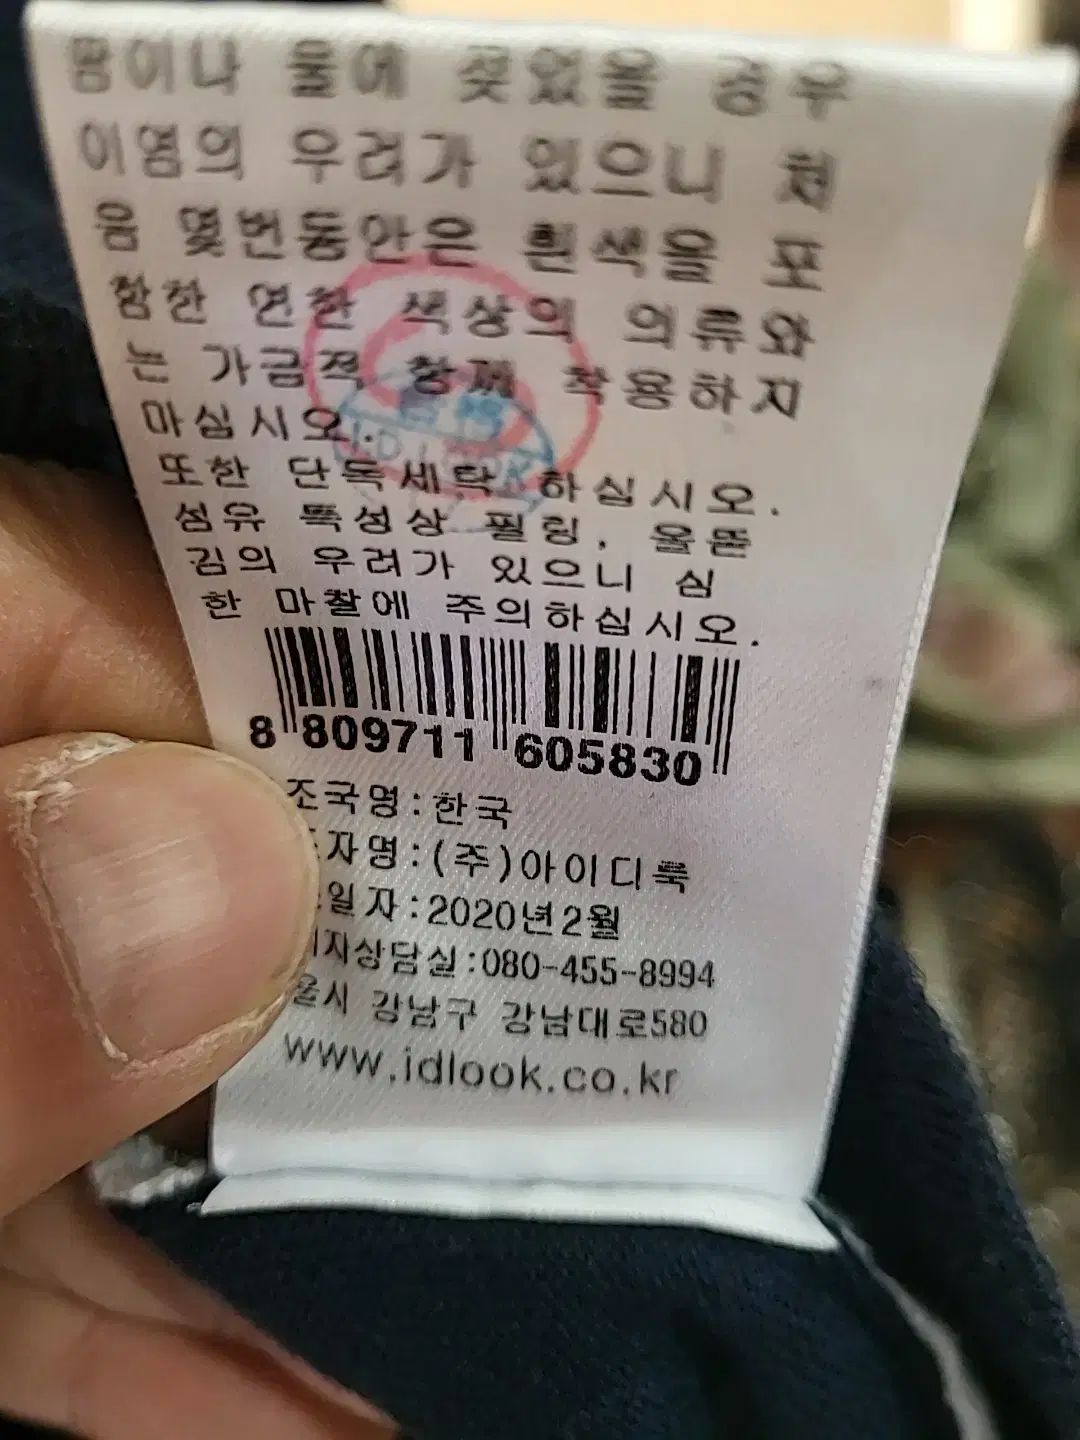 땀이나 물에 젖었을 경우
이염의 우려가 있으니 처
음 몇번동안은 흰색을 포
함한 연한 색상의 의류와
는 가급적 함께 착용하지
마십시오.
또한 단독세탁 하십시오.
섬유 특성상 필링, 올뜯
김의 우려가 있으니 심
한 마찰에 주의하십시오.
8 809711 605830
조국명:한국
자명:(주)아이디룩
일자:2020년2월
자상담실:080-455-8994
울시 강남구 강남대로580
www.idlook.co.kr